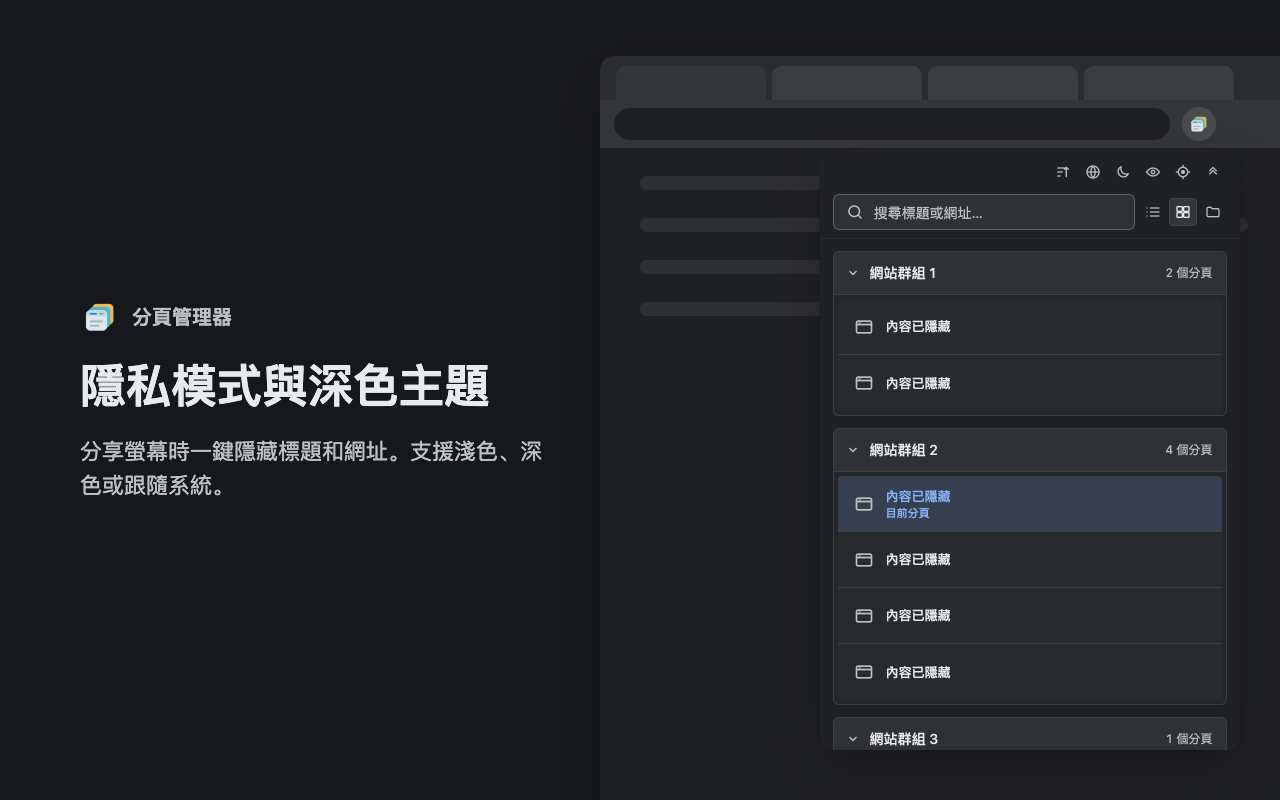 分頁管理器
隱私模式與深色主題
分享螢幕時一鍵隱藏標題和網址。支援淺色、深
色或跟隨系統。
搜尋標題或網址...
網站群組 1
2 個分頁
內容已隱藏
內容已隱藏
網站群組 2
4 個分頁
內容已隱藏
目前分頁
內容已隱藏
內容已隱藏
內容已隱藏
網站群組 3
1 個分頁